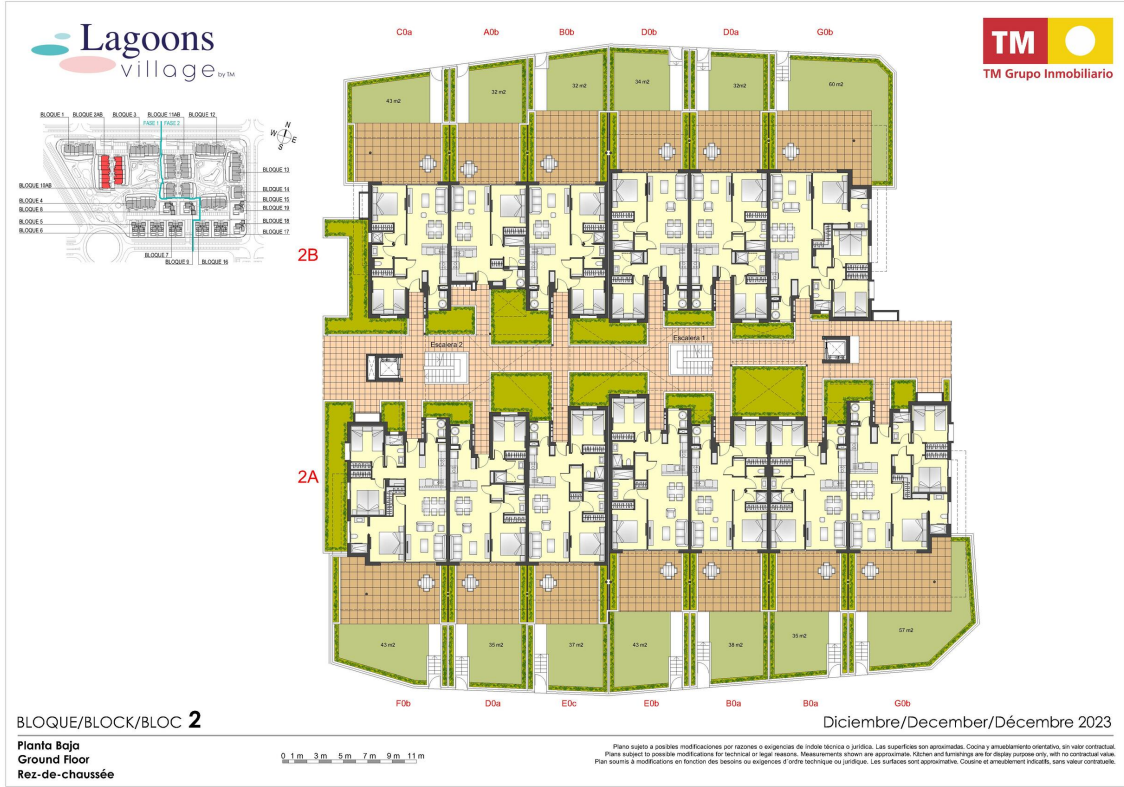 Lagoons
village by TM
TM
TM Grupo Inmobiliario
C0a A0b B0b D0b D0a G0b
43 m2 32 m2 32 m2 34 m2 32m2 60 m2
BLOQUE 1 BLOQUE 2AB BLOQUE 3 BLOQUE 11AB BLOQUE 12
FASE 1 FASE 2
N
W E
S
BLOQUE 13
BLOQUE 10AB
BLOQUE 14
BLOQUE 4
BLOQUE 15
BLOQUE 8
BLOQUE 19
BLOQUE 5
BLOQUE 18
BLOQUE 6
BLOQUE 17
BLOQUE 7
BLOQUE 9 BLOQUE 16
2B
Escalera 2 Escalera 1
2A
43 m2 35 m2 37 m2 43 m2 38 m2 35 m2 57 m2
F0b D0a E0c E0b B0a B0a G0b
BLOQUE/BLOCK/BLOC 2
Diciembre/December/Décembre 2023
Planta Baja
Ground Floor
Rez-de-chaussée
0 1 m 3 m 5 m 7 m 9 m 11 m
Plano sujeto a posibles modificaciones por razones o exigencias de índole técnica o jurídica. Las superficies son aproximadas. Cocina y amueblamiento orientativo, sin valor contractual.
Plans subject to possible modifications for technical or legal reasons. Measurements shown are approximate. Kitchen and furnishings are for display purpose only, with no contractual value.
Plan soumis à modifications en fonction des besoins ou exigences d'ordre technique ou juridique. Les surfaces sont approximative. Cousine et ameublement indicatifs, sans valeur contratuelle.